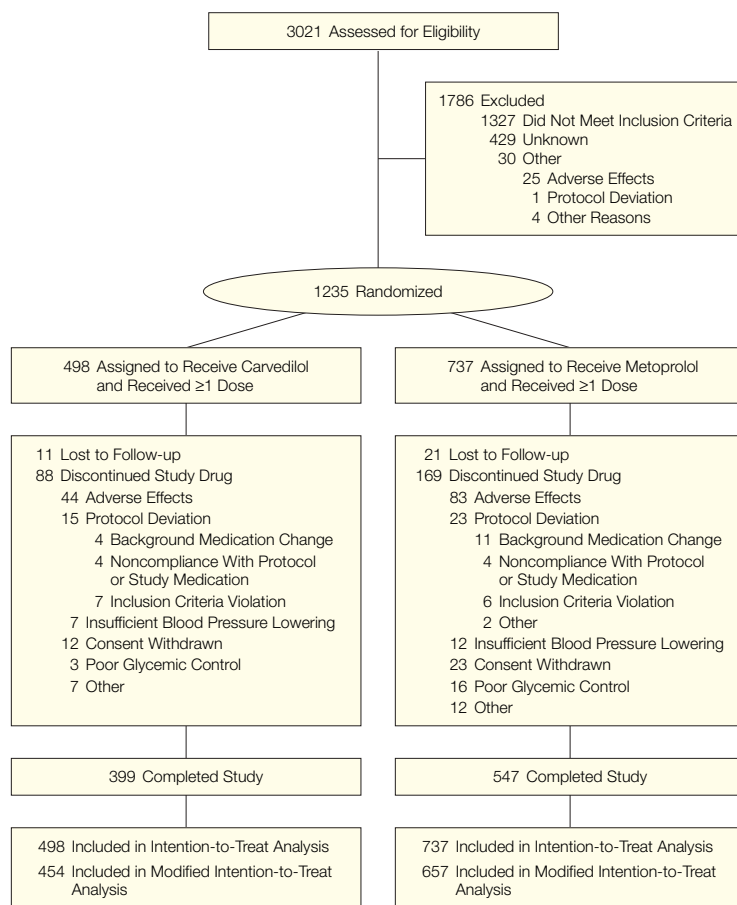 3021 Assessed for Eligibility
1786 Excluded
1327 Did Not Meet Inclusion Criteria
429 Unknown
30 Other
25 Adverse Effects
1 Protocol Deviation
4 Other Reasons
1235 Randomized
498 Assigned to Receive Carvedilol
and Received ≥1 Dose
737 Assigned to Receive Metoprolol
and Received ≥1 Dose
11 Lost to Follow-up
88 Discontinued Study Drug
44 Adverse Effects
15 Protocol Deviation
4 Background Medication Change
4 Noncompliance With Protocol
or Study Medication
7 Inclusion Criteria Violation
7 Insufficient Blood Pressure Lowering
12 Consent Withdrawn
3 Poor Glycemic Control
7 Other
21 Lost to Follow-up
169 Discontinued Study Drug
83 Adverse Effects
23 Protocol Deviation
11 Background Medication Change
4 Noncompliance With Protocol
or Study Medication
6 Inclusion Criteria Violation
2 Other
12 Insufficient Blood Pressure Lowering
23 Consent Withdrawn
16 Poor Glycemic Control
12 Other
399 Completed Study
547 Completed Study
498 Included in Intention-to-Treat Analysis
454 Included in Modified Intention-to-Treat
Analysis
737 Included in Intention-to-Treat Analysis
657 Included in Modified Intention-to-Treat
Analysis